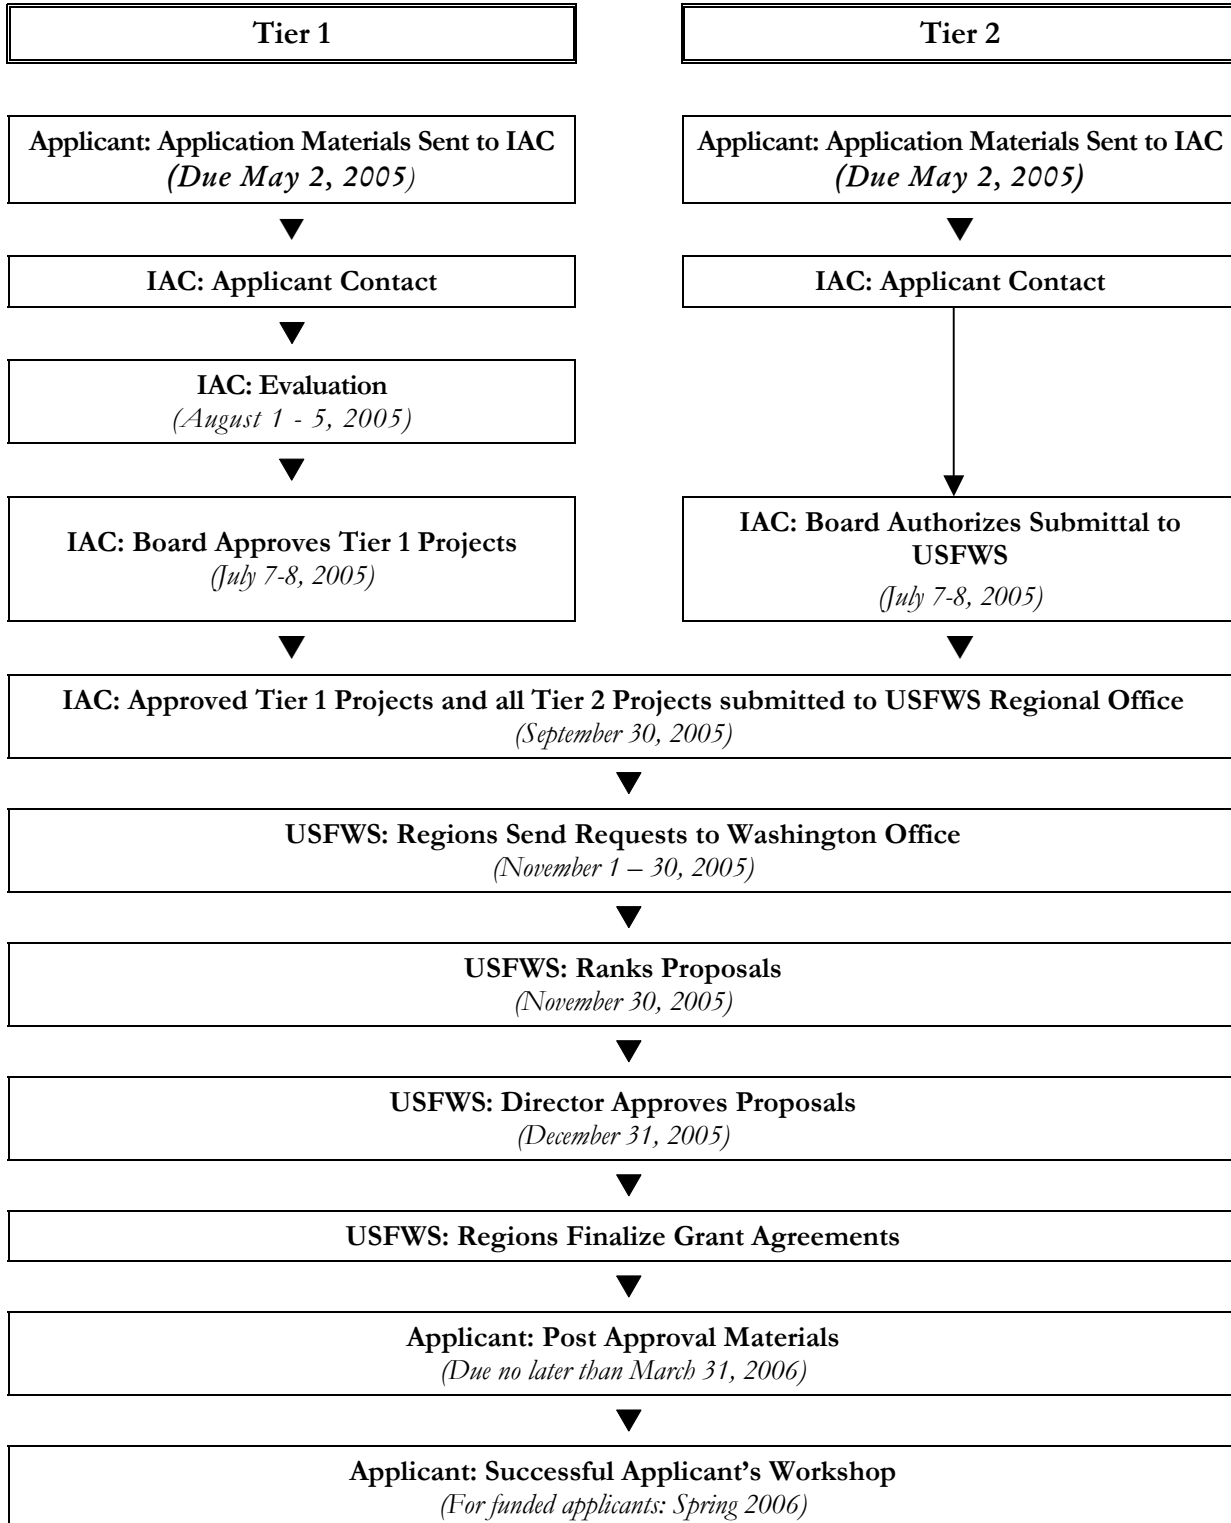 Tier 1
Tier 2
Applicant: Application Materials Sent to IAC
(Due May 2, 2005)
Applicant: Application Materials Sent to IAC
(Due May 2, 2005)
IAC: Applicant Contact
IAC: Applicant Contact
IAC: Evaluation
(August 1 - 5, 2005)
IAC: Board Approves Tier 1 Projects
(July 7-8, 2005)
IAC: Board Authorizes Submittal to
USFWS
(July 7-8, 2005)
IAC: Approved Tier 1 Projects and all Tier 2 Projects submitted to USFWS Regional Office
(September 30, 2005)
USFWS: Regions Send Requests to Washington Office
(November 1 – 30, 2005)
USFWS: Ranks Proposals
(November 30, 2005)
USFWS: Director Approves Proposals
(December 31, 2005)
USFWS: Regions Finalize Grant Agreements
Applicant: Post Approval Materials
(Due no later than March 31, 2006)
Applicant: Successful Applicant’s Workshop
(For funded applicants: Spring 2006)